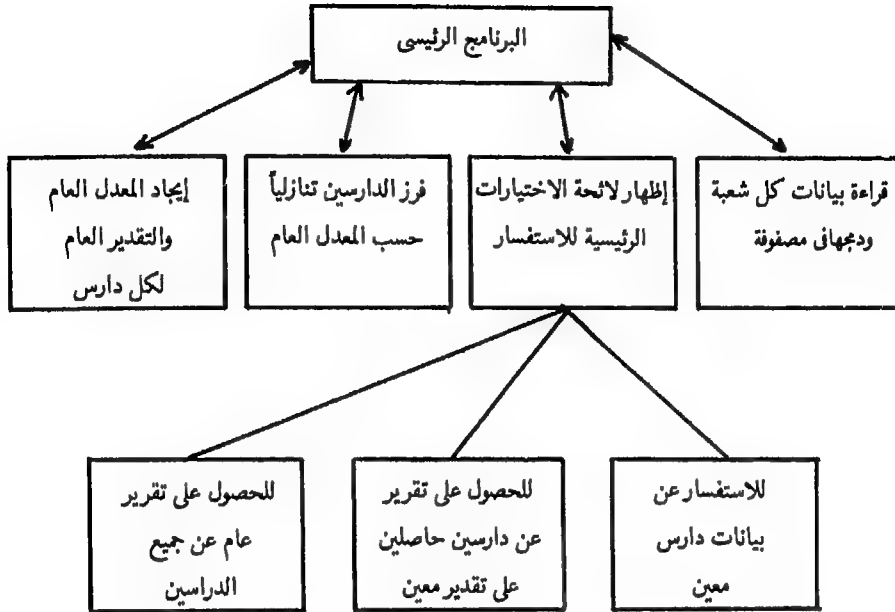 البرنامج الرئيسى
قراءة بيانات كل شعبة
ودمجهافى مصفوفة
إظهار لائحة الاختيارات
الرئيسية للاستفسار
فرز الدارسين تنازلياً
حسب المعدل العام
إيجاد المعدل العام
والتقدير العام
لكل دارس
للاستفسار عن
بيانات دارس
معين
للحصول على تقرير
عن دارسين حاصلين
على تقدير معين
للحصول على تقرير
عام عن جميع
الدراسين